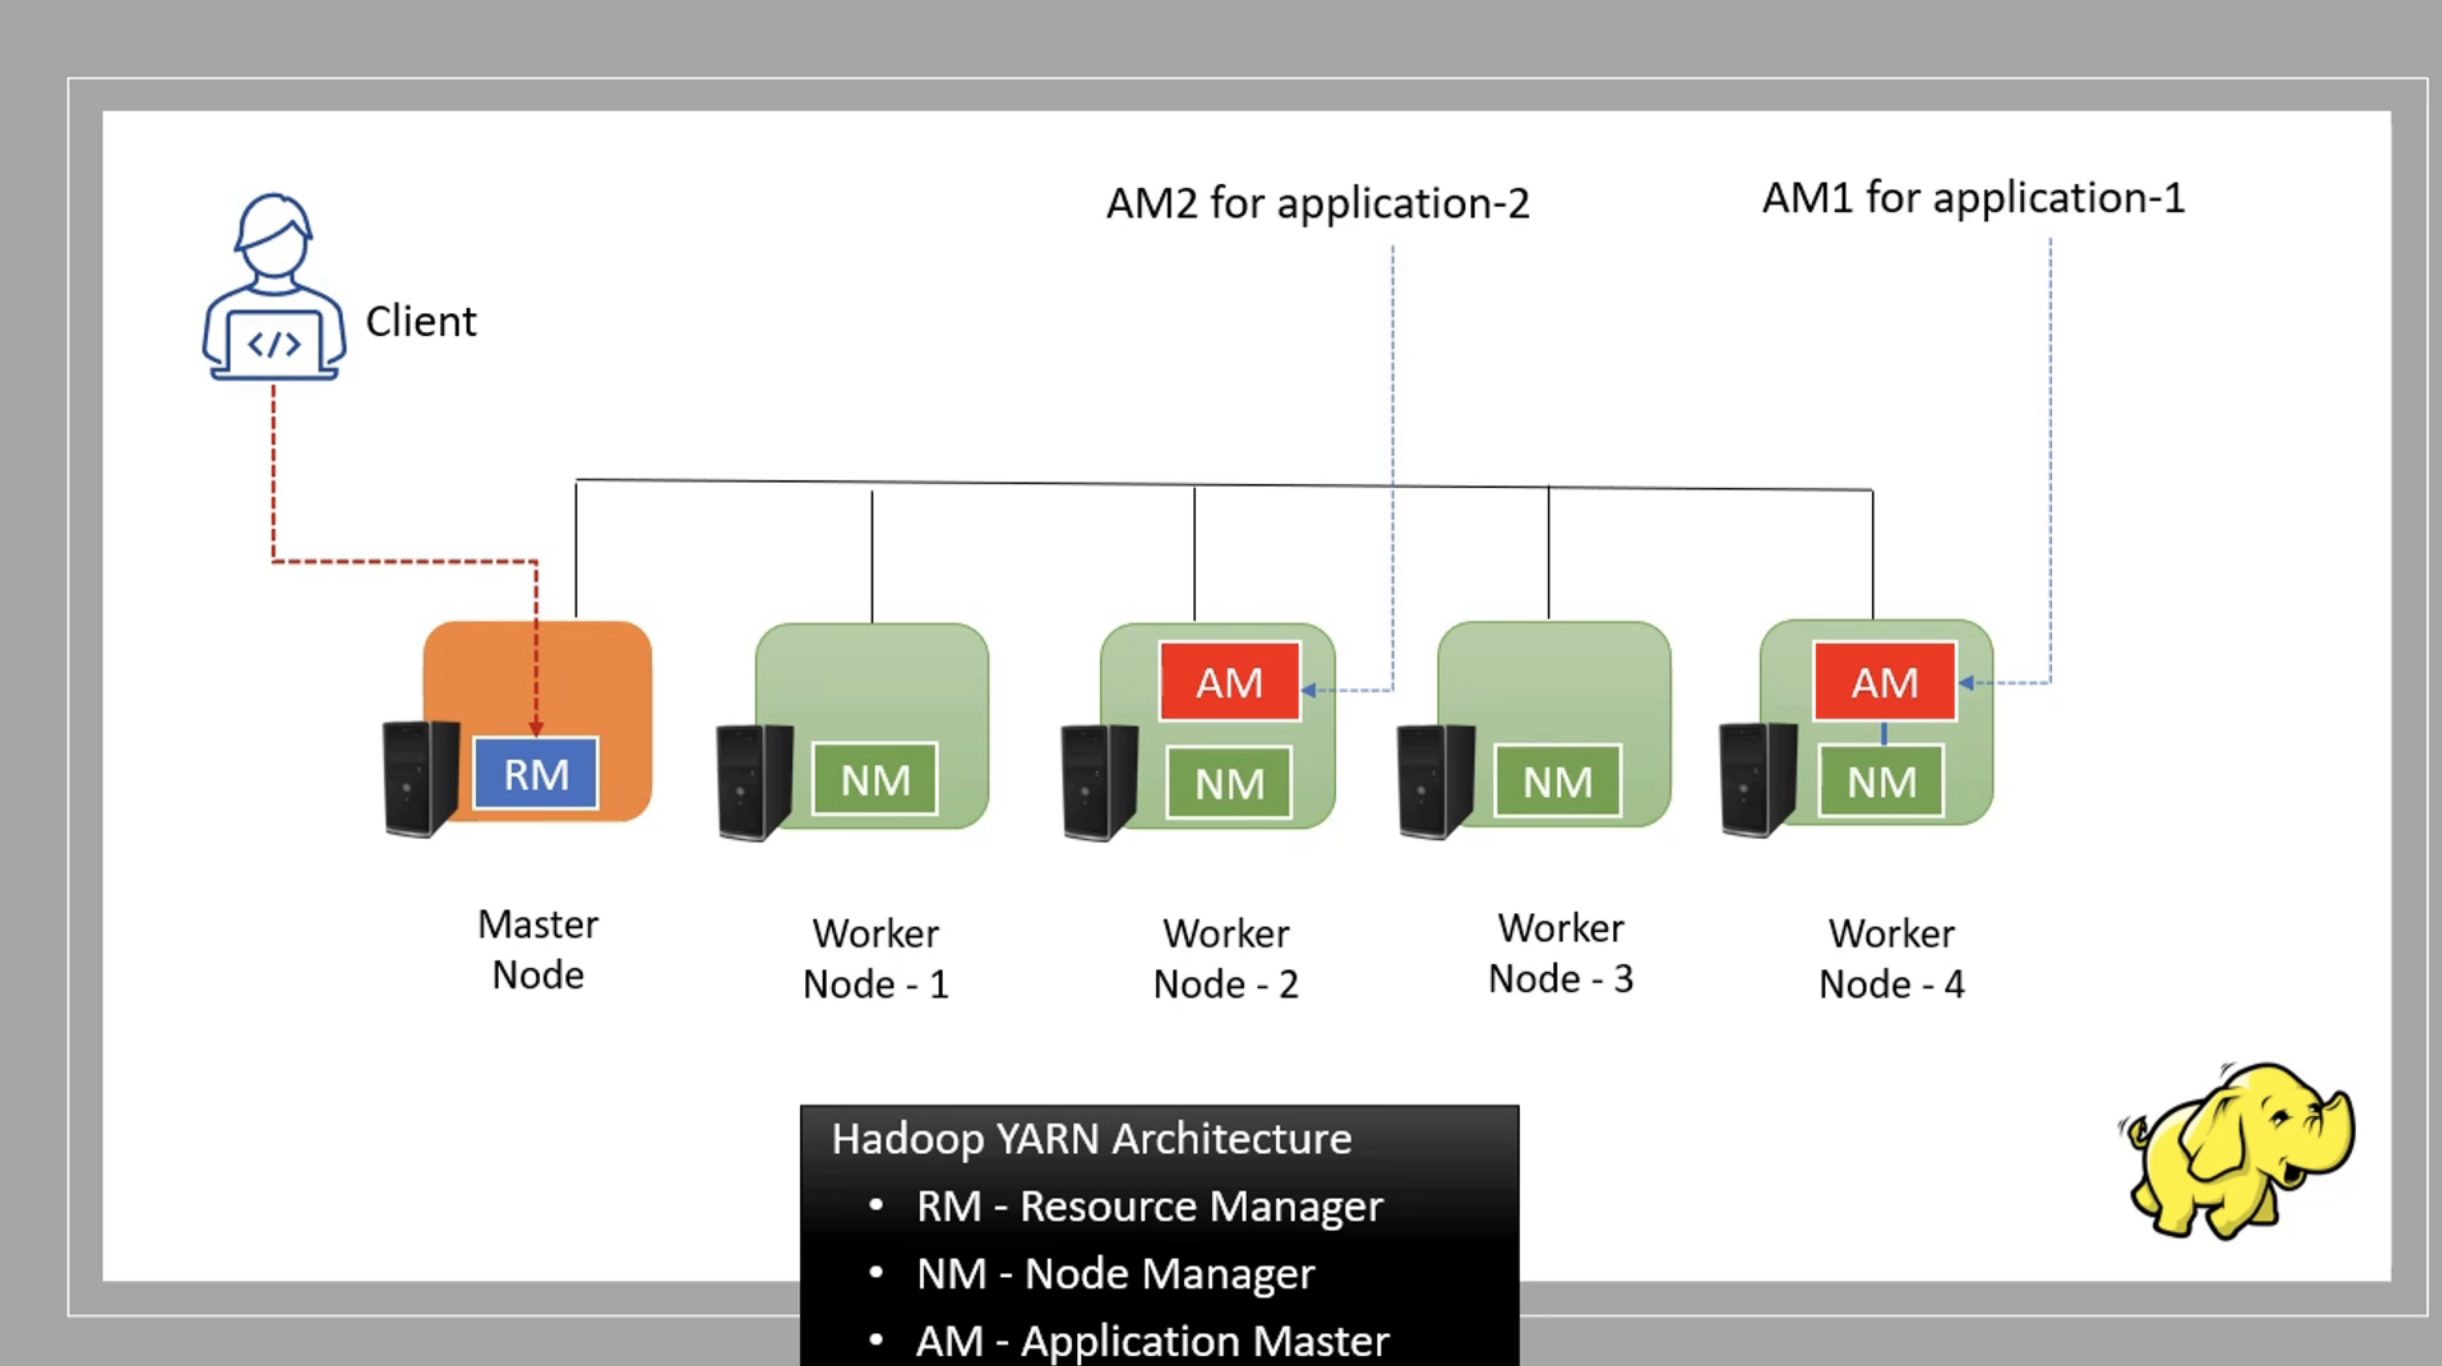 AM2 for application-2
AM1 for application-1
Client
</>
AM
AM
RM
NM
NM
NM
NM
Master
Node
Worker
Node - 1
Worker
Node - 2
Worker
Node - 3
Worker
Node - 4
Hadoop YARN Architecture
• RM - Resource Manager
• NM - Node Manager
• AM - Application Master